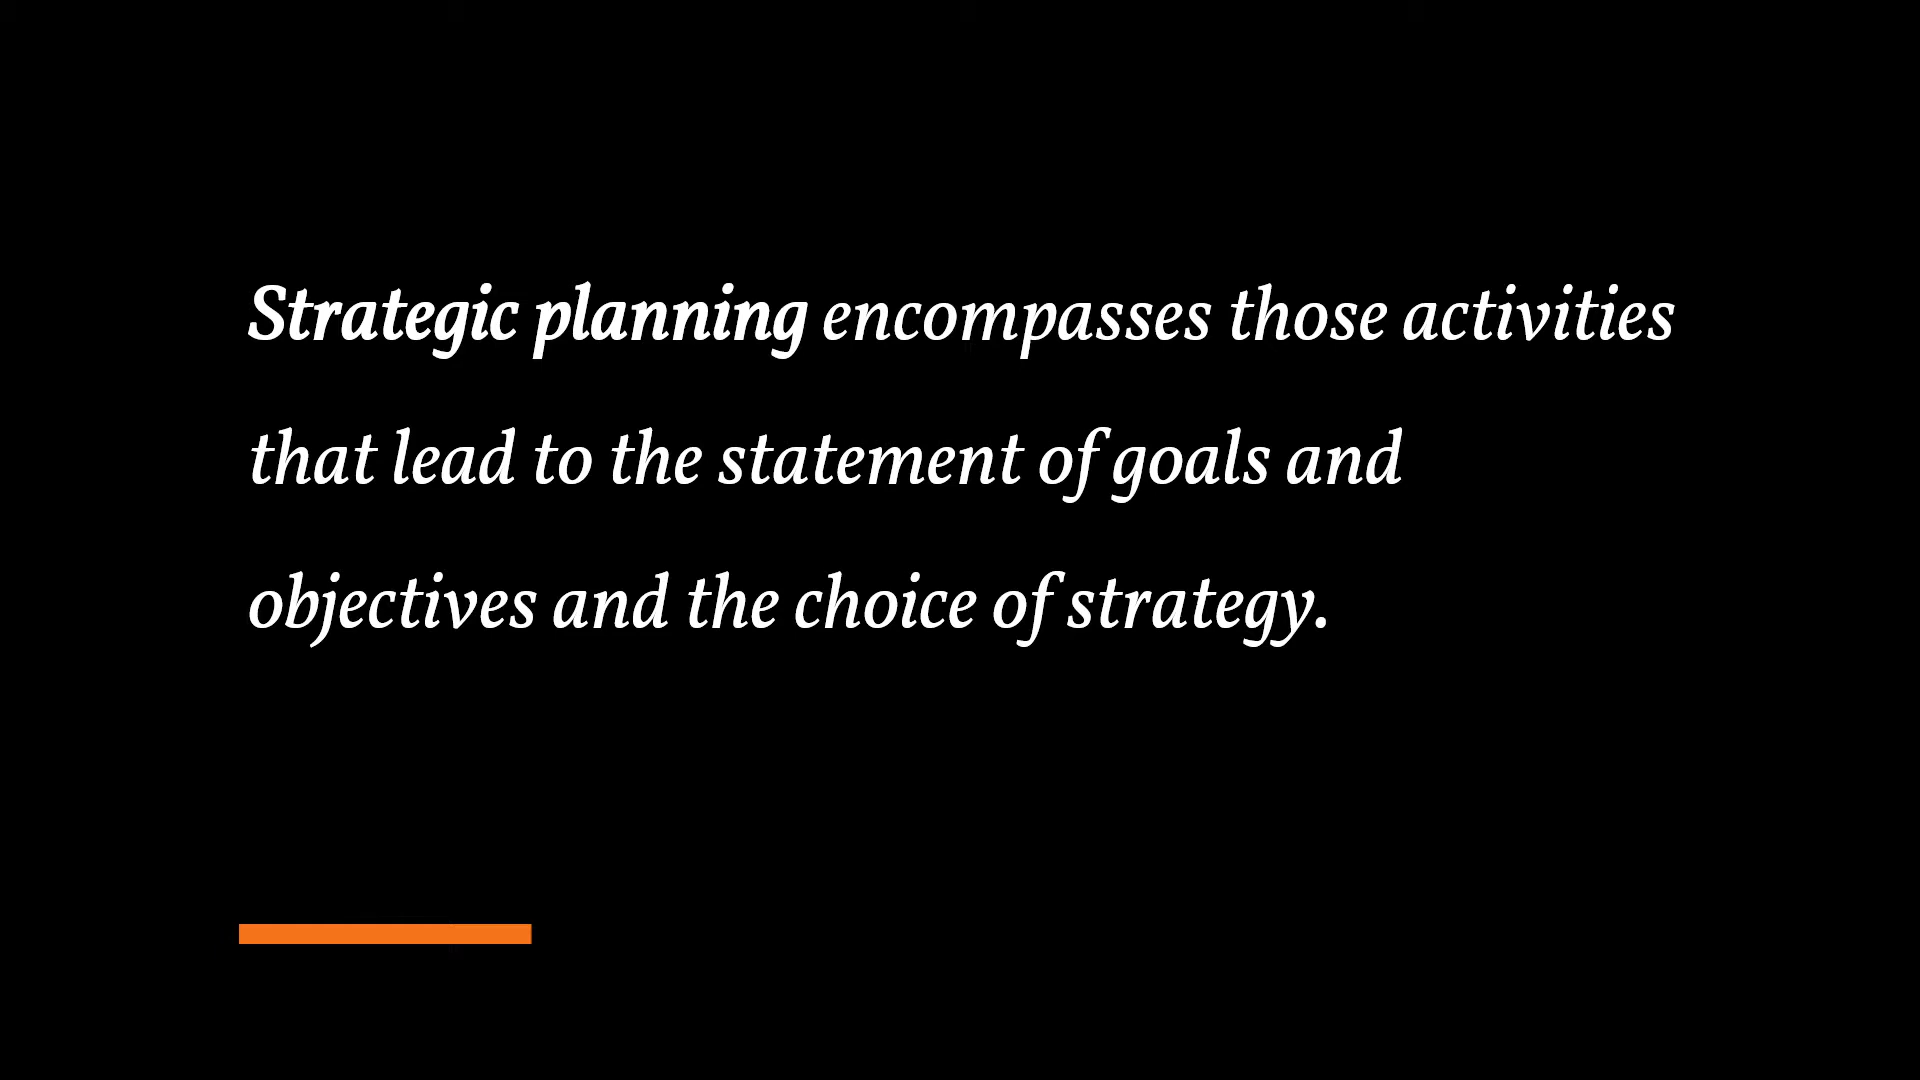 Strategic planning encompasses those activities
that lead to the statement of goals and
objectives and the choice of strategy.